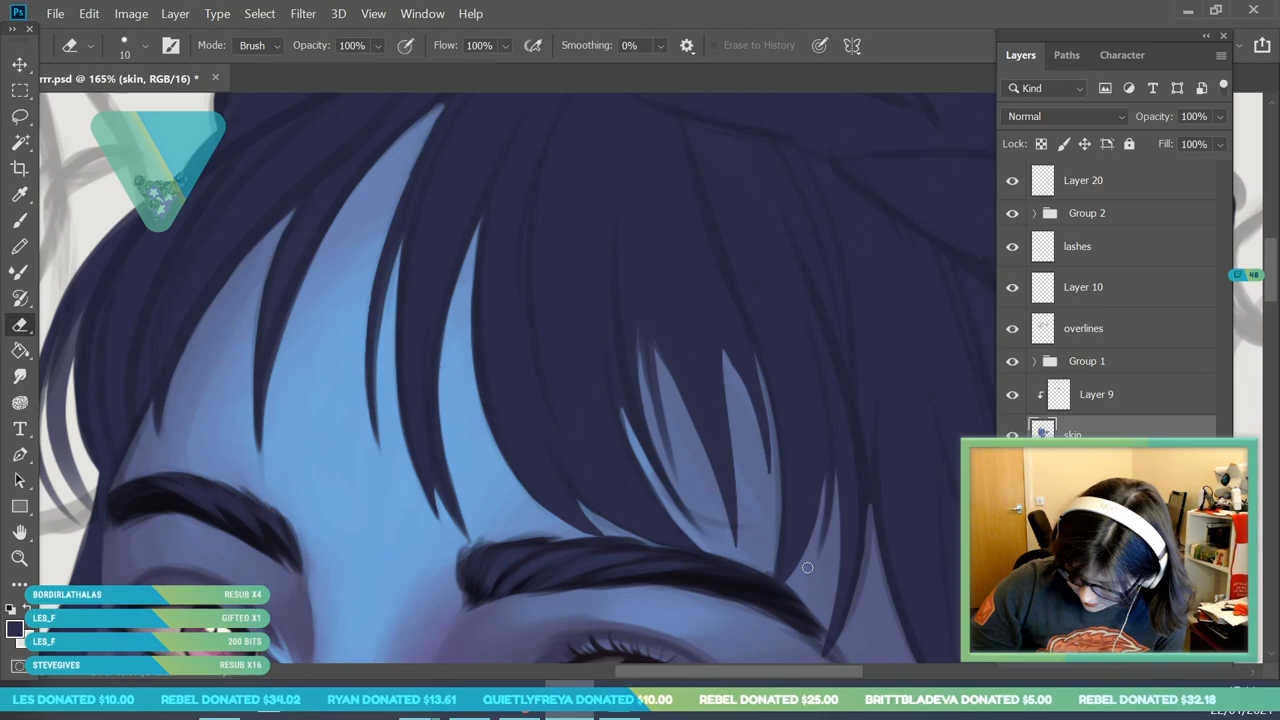 Ps File Edit Image Layer Type Select Filter 3D View Window Help
10 Mode: Brush Opacity: 100% Flow: 100% Smoothing: 0% Erase to History
rrr.psd @ 165% (skin, RGB/16) *
Layers Paths Character
Kind
Normal Opacity: 100%
Lock: Fill: 100%
Layer 20
Group 2
lashes
48
Layer 10
overlines
Group 1
Layer 9
skin
BORDIRLATHALAS RESUB X4
LES_F GIFTED X1
LES_F 200 BITS
STEVEGIVES RESUB X16
LES DONATED $10.00 REBEL DONATED $34.02 RYAN DONATED $13.61 QUIETLYFREYA DONATED $10.00 REBEL DONATED $25.00 BRITTBLADEVA DONATED $5.00 REBEL DONATED $32.18